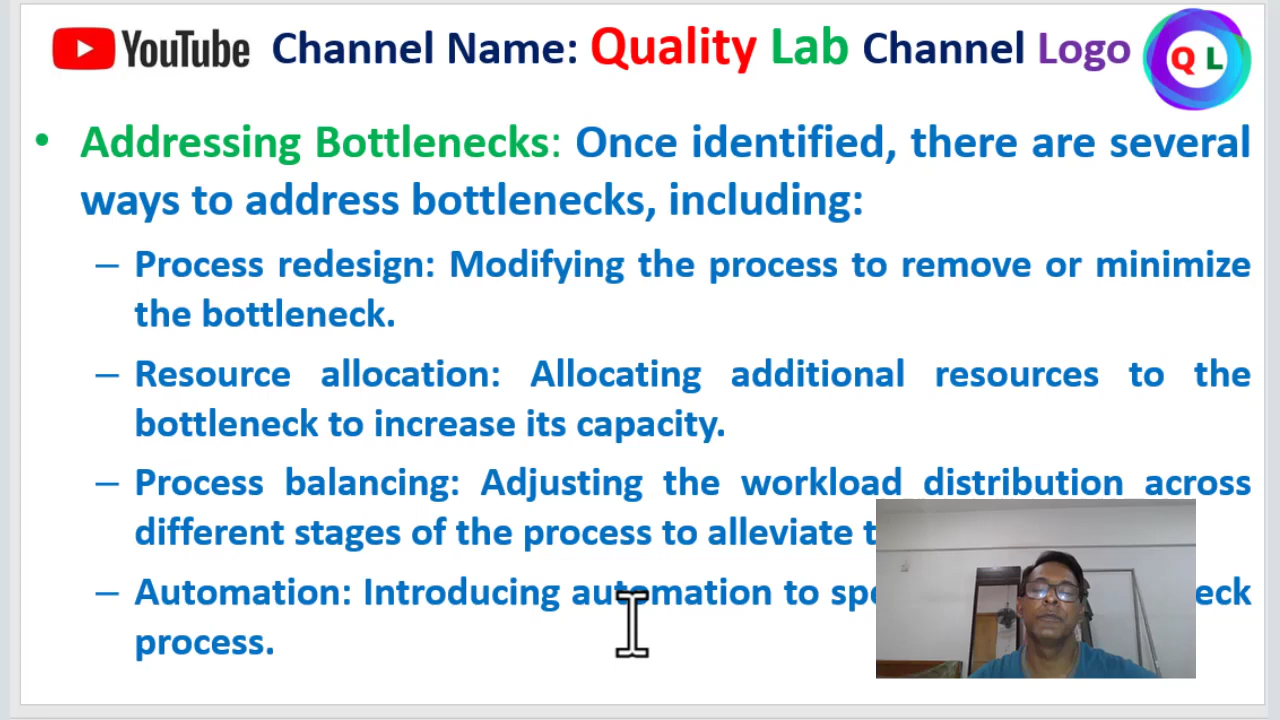 YouTube Channel Name: Quality Lab Channel Logo Q L
• Addressing Bottlenecks: Once identified, there are several
ways to address bottlenecks, including:
– Process redesign: Modifying the process to remove or minimize
the bottleneck.
– Resource allocation: Allocating additional resources to the
bottleneck to increase its capacity.
– Process balancing: Adjusting the workload distribution across
different stages of the process to alleviate
– Automation: Introducing automation to
process.